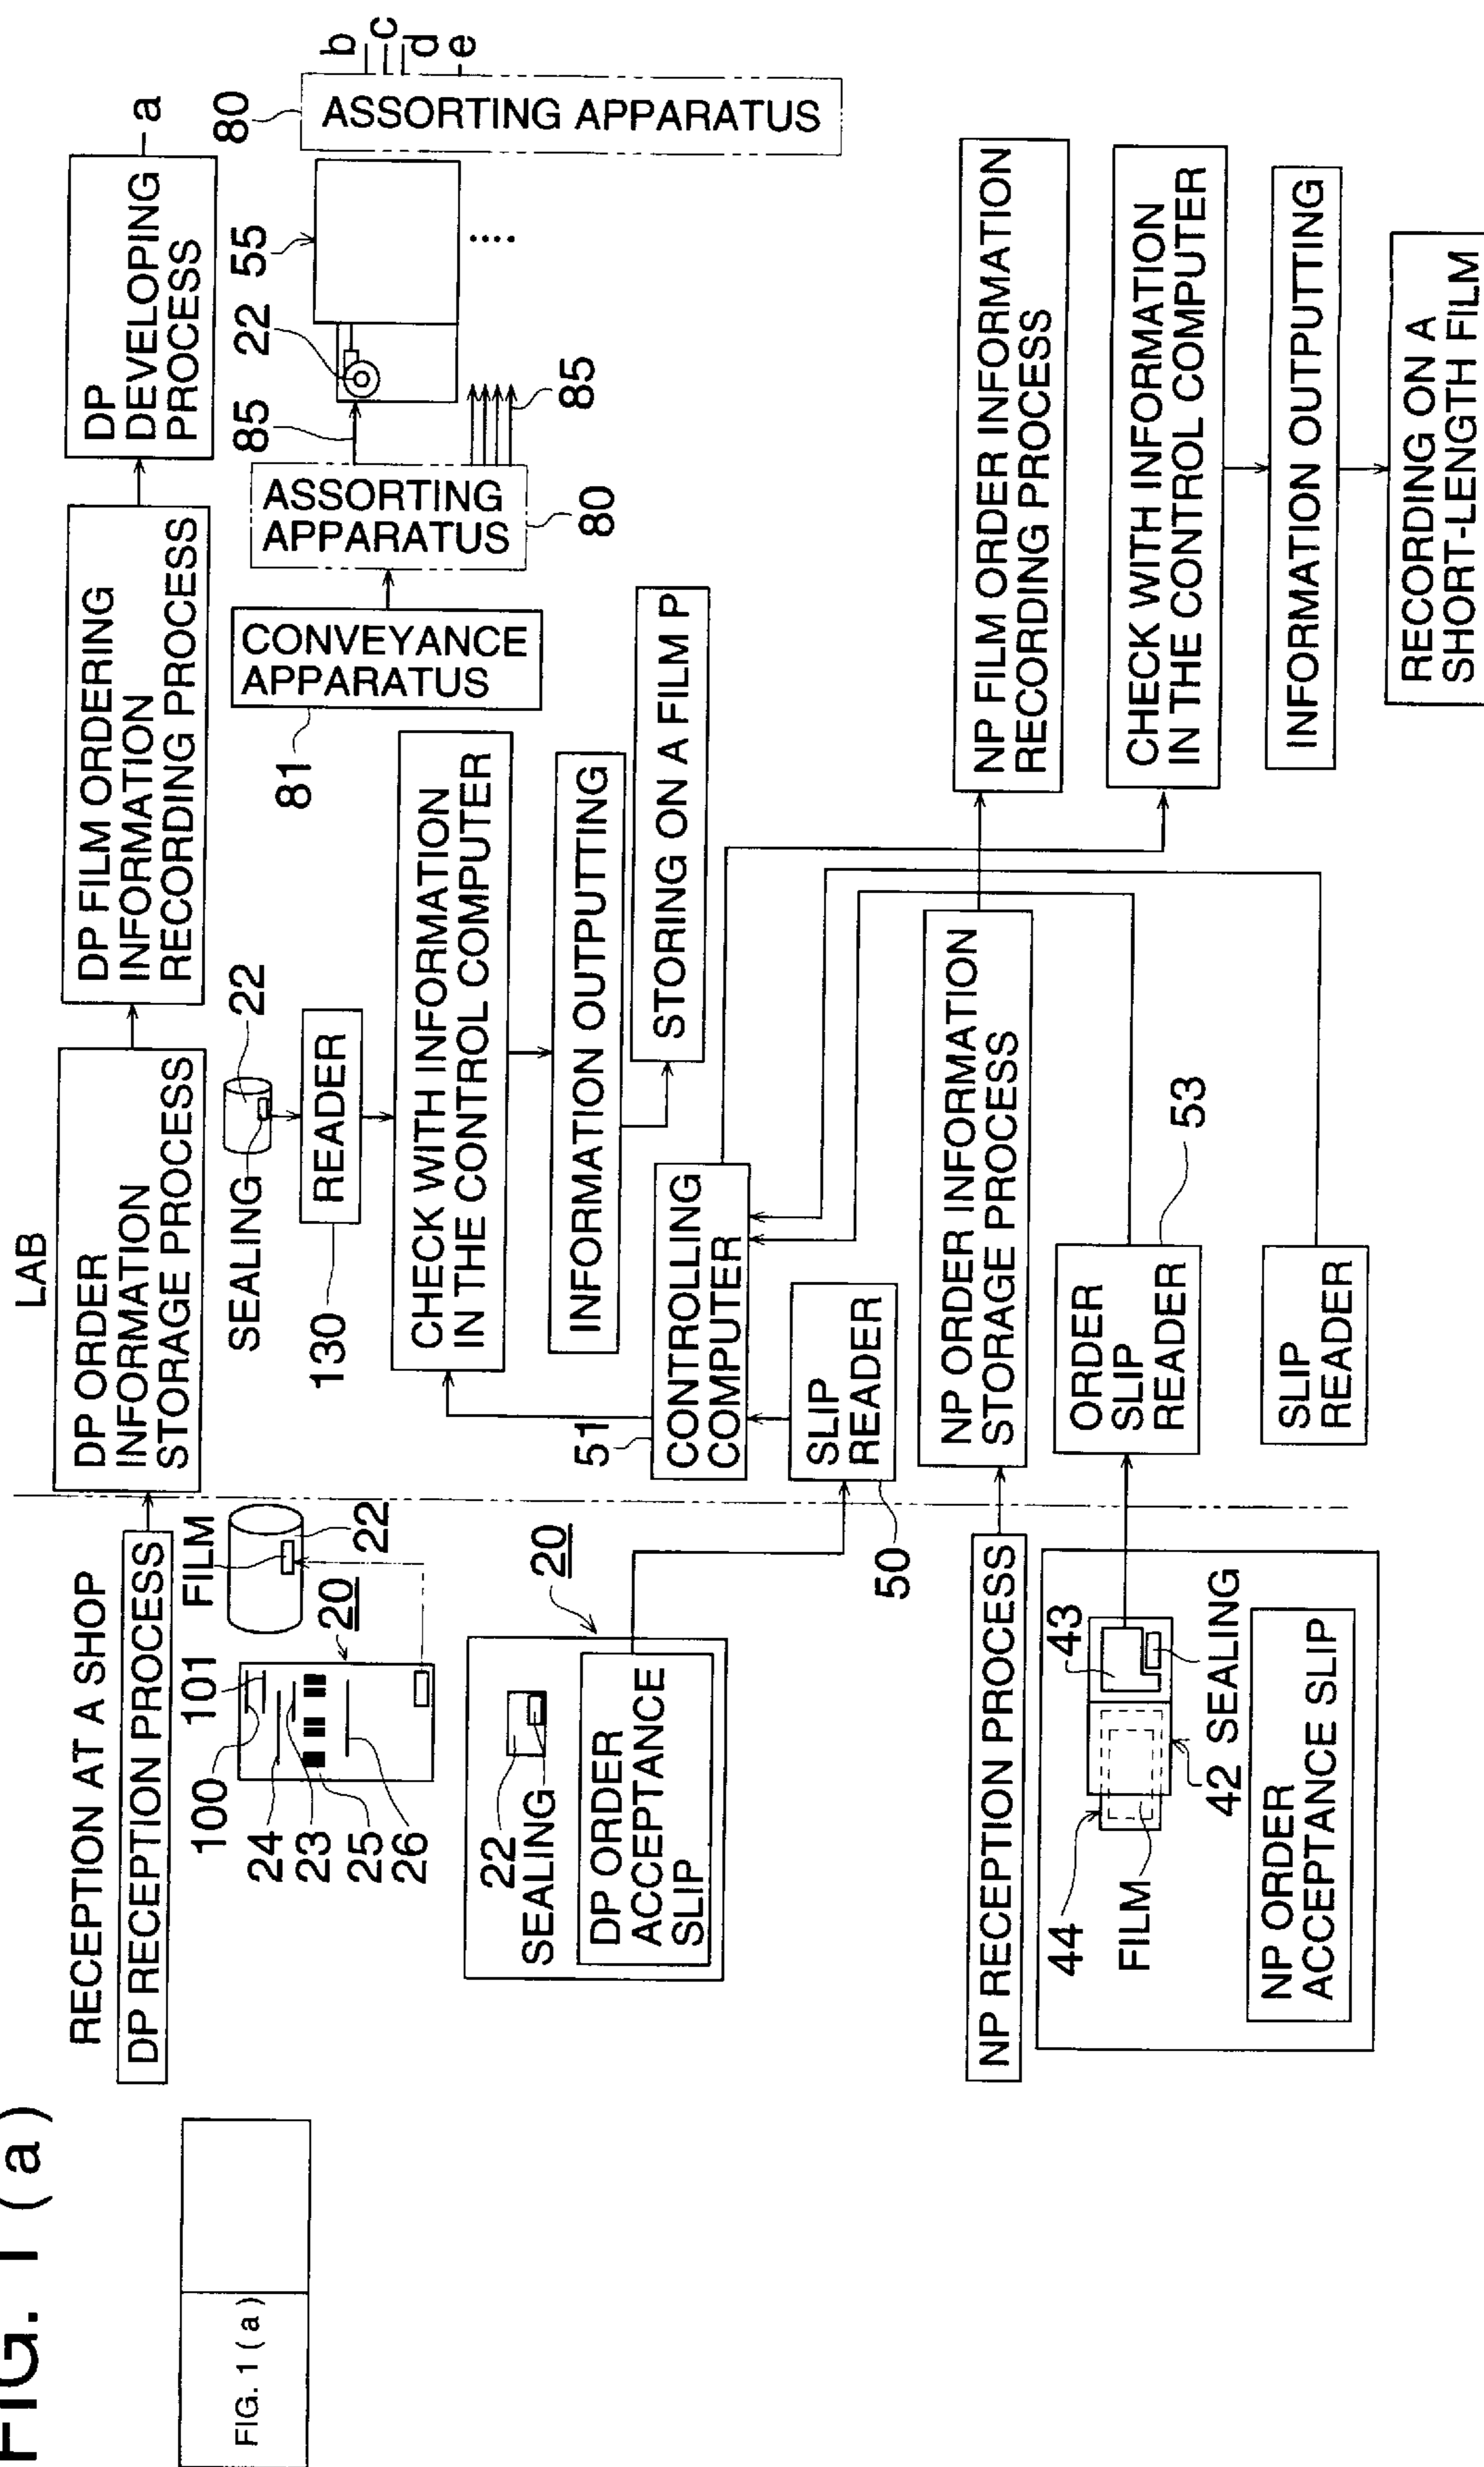 FIG. 1 (a)
FIG. 1 (a)
RECEPTION AT A SHOP
LAB
DP RECEPTION PROCESS
DP ORDER
INFORMATION
STORAGE PROCESS
DP FILM ORDERING
INFORMATION
RECORDING PROCESS
DP
DEVELOPING
PROCESS
a
100
101
24
23
25
26
20
FILM
22
SEALING
22
READER
130
CHECK WITH INFORMATION
IN THE CONTROL COMPUTER
INFORMATION OUTPUTTING
STORING ON A FILM P
81
CONVEYANCE
APPARATUS
ASSORTING
APPARATUS
80
85
22
55
85
80
ASSORTING APPARATUS
b
c
d
e
22
SEALING
DP ORDER
ACCEPTANCE
SLIP
20
51
CONTROLLING
COMPUTER
SLIP
READER
50
NP RECEPTION PROCESS
NP ORDER INFORMATION
STORAGE PROCESS
NP FILM ORDER INFORMATION
RECORDING PROCESS
44
FILM
43
42 SEALING
NP ORDER
ACCEPTANCE SLIP
ORDER
SLIP
READER
53
SLIP
READER
CHECK WITH INFORMATION
IN THE CONTROL COMPUTER
INFORMATION OUTPUTTING
RECORDING ON A
SHORT-LENGTH FILM